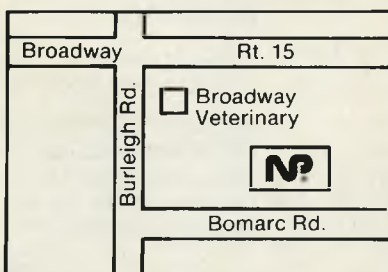 Broadway Rt. 15
Burleigh Rd.
Broadway
Veterinary
NP
Bomarc Rd.